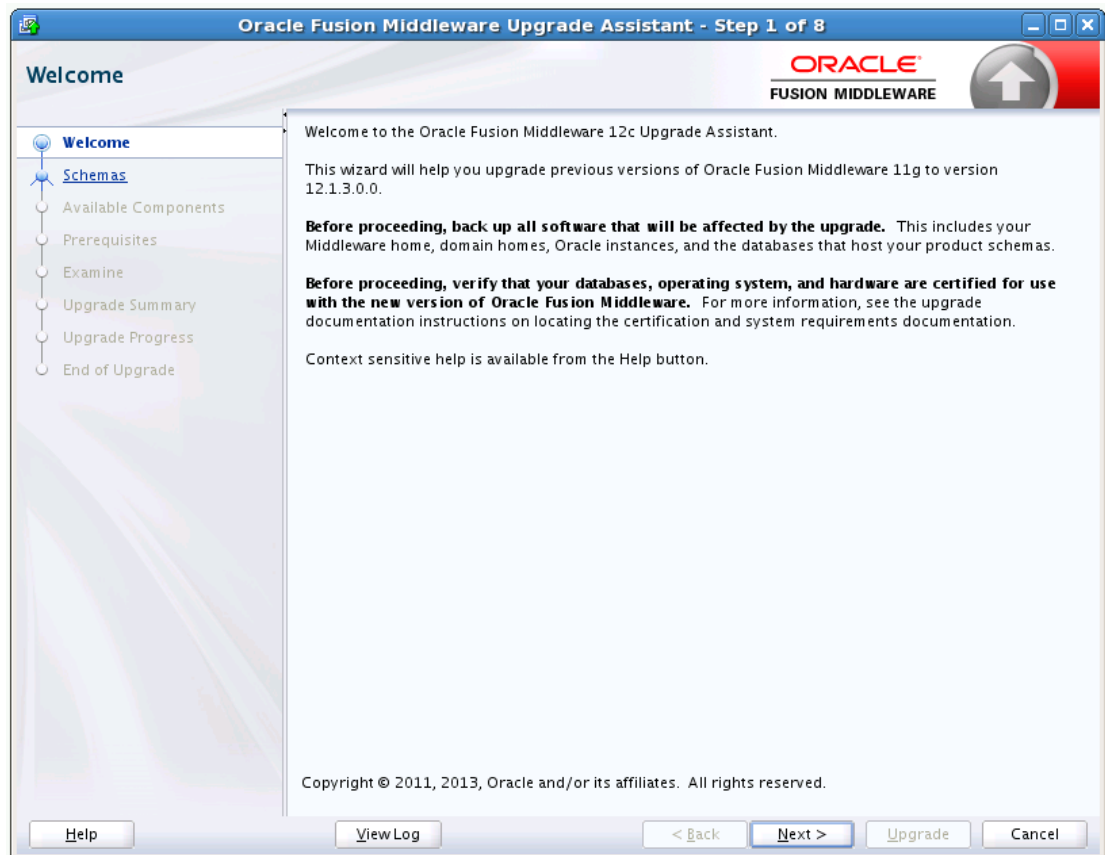 Oracle Fusion Middleware Upgrade Assistant - Step 1 of 8
Welcome
ORACLE
FUSION MIDDLEWARE
Welcome
Schemas
Available Components
Prerequisites
Examine
Upgrade Summary
Upgrade Progress
End of Upgrade
Welcome to the Oracle Fusion Middleware 12c Upgrade Assistant.
This wizard will help you upgrade previous versions of Oracle Fusion Middleware 11g to version
12.1.3.0.0.
Before proceeding, back up all software that will be affected by the upgrade. This includes your
Middleware home, domain homes, Oracle instances, and the databases that host your product schemas.
Before proceeding, verify that your databases, operating system, and hardware are certified for use
with the new version of Oracle Fusion Middleware. For more information, see the upgrade
documentation instructions on locating the certification and system requirements documentation.
Context sensitive help is available from the Help button.
Copyright © 2011, 2013, Oracle and/or its affiliates. All rights reserved.
Help
View Log
< Back
Next >
Upgrade
Cancel